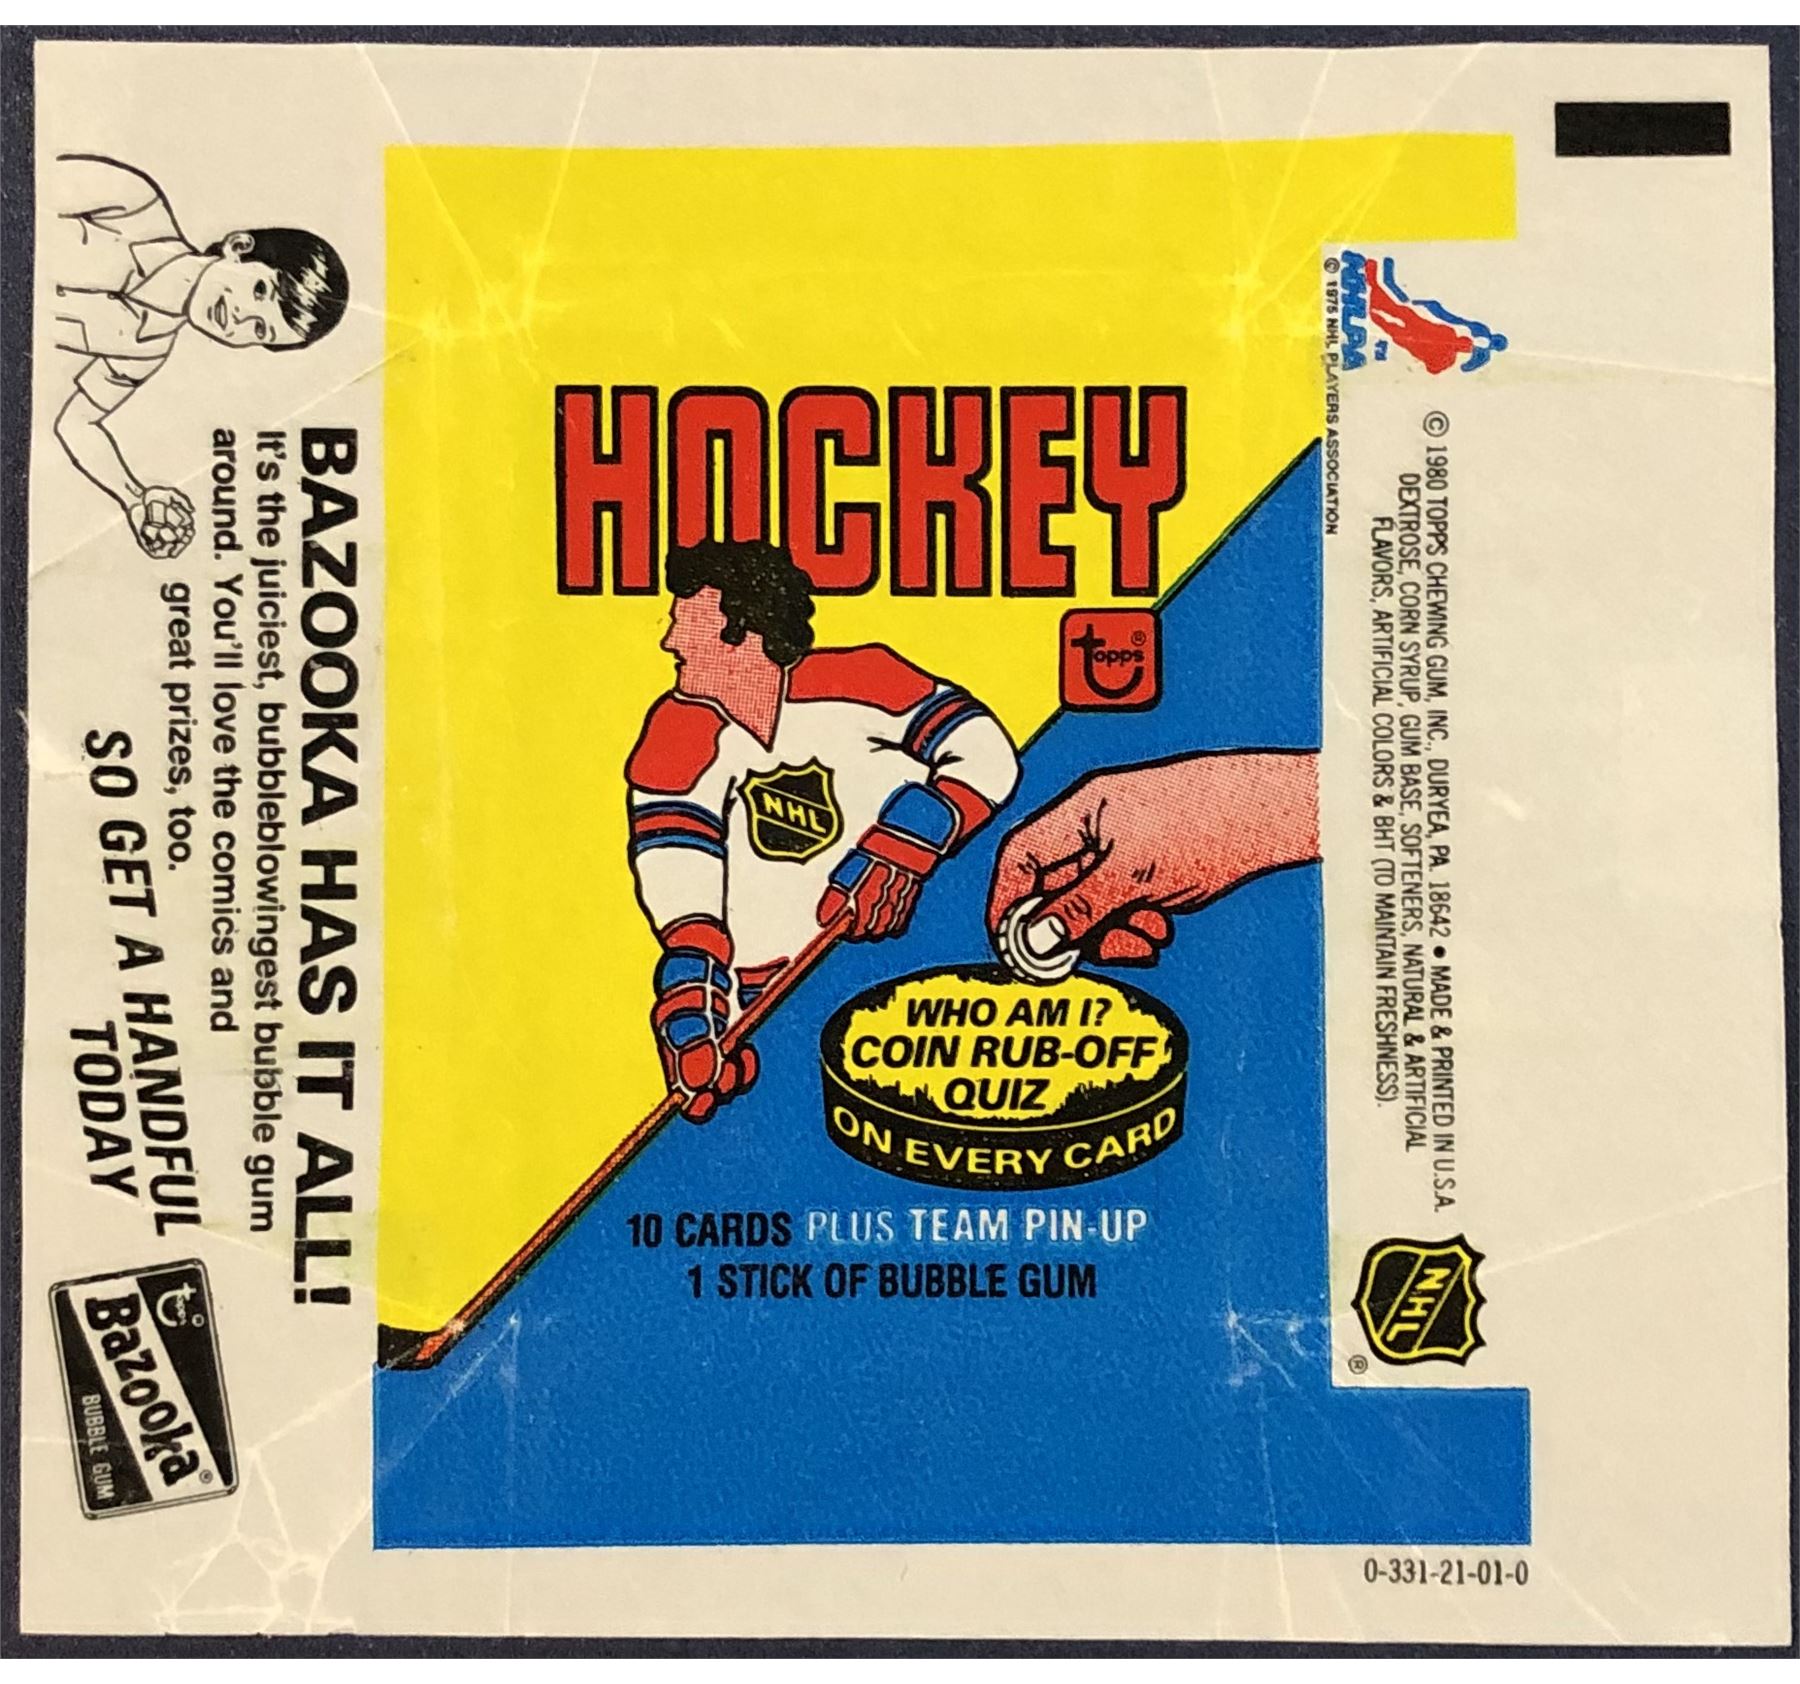 HOCKEY
topps®
NHL
WHO AM I?
COIN RUB-OFF
QUIZ
ON EVERY CARD
10 CARDS PLUS TEAM PIN-UP
1 STICK OF BUBBLE GUM
BAZOOKA HAS IT ALL!
It's the juiciest, bubbleblowingest bubble gum
around. You'll love the comics and
great prizes, too.
SO GET A HANDFUL
TODAY
topps®
Bazooka®
BUBBLE GUM
NHLPA™
© 1975 NHL PLAYERS ASSOCIATION
© 1980 TOPPS CHEWING GUM, INC., DURYEA, PA. 18642 • MADE & PRINTED IN U.S.A.
DEXTROSE, CORN SYRUP, GUM BASE, SOFTENERS, NATURAL & ARTIFICIAL
FLAVORS, ARTIFICIAL COLORS & BHT (TO MAINTAIN FRESHNESS).
NHL
®
0-331-21-01-0